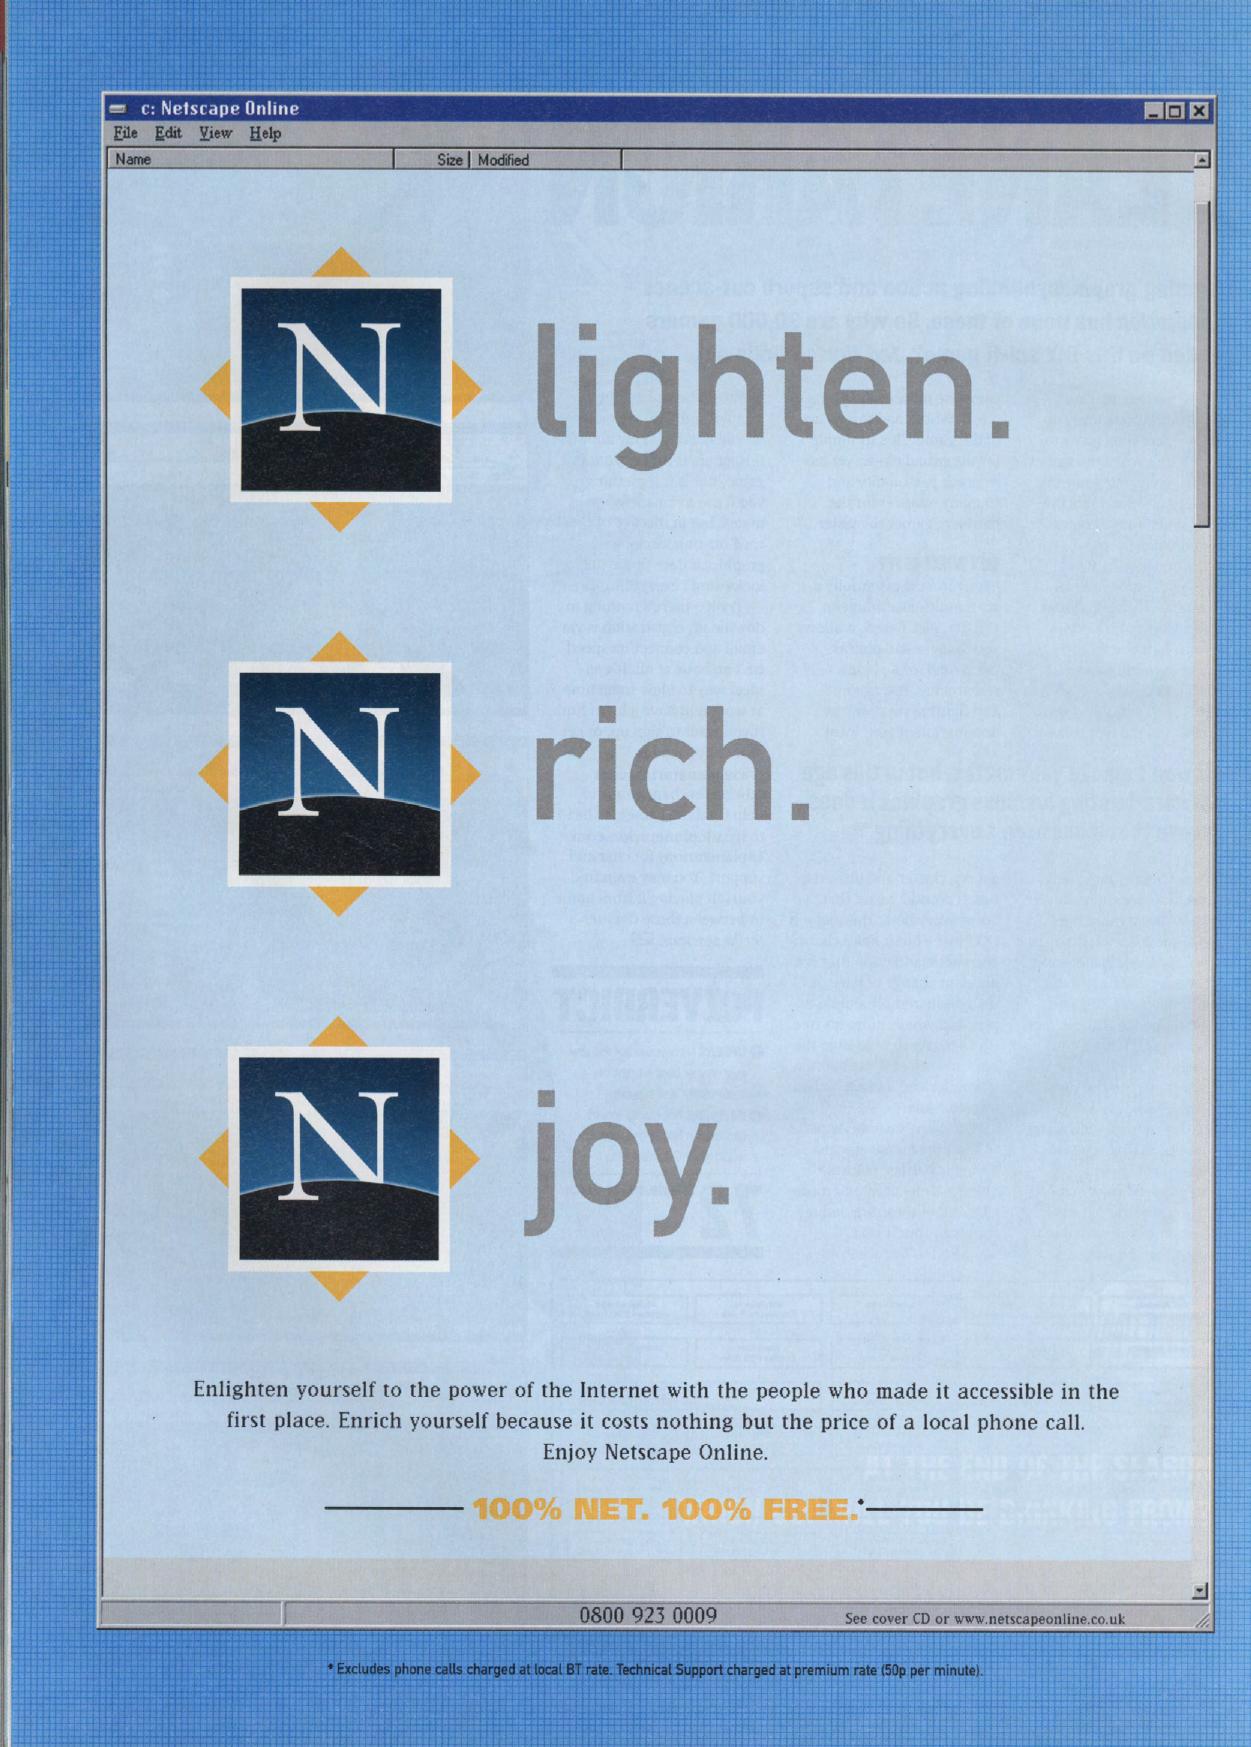 c: Netscape Online
File Edit View Help
Name Size Modified
N lighten.
N rich.
N joy.
Enlighten yourself to the power of the Internet with the people who made it accessible in the
first place. Enrich yourself because it costs nothing but the price of a local phone call.
Enjoy Netscape Online.
100% NET. 100% FREE.*
0800 923 0009
See cover CD or www.netscapeonline.co.uk
* Excludes phone calls charged at local BT rate. Technical Support charged at premium rate (50p per minute).